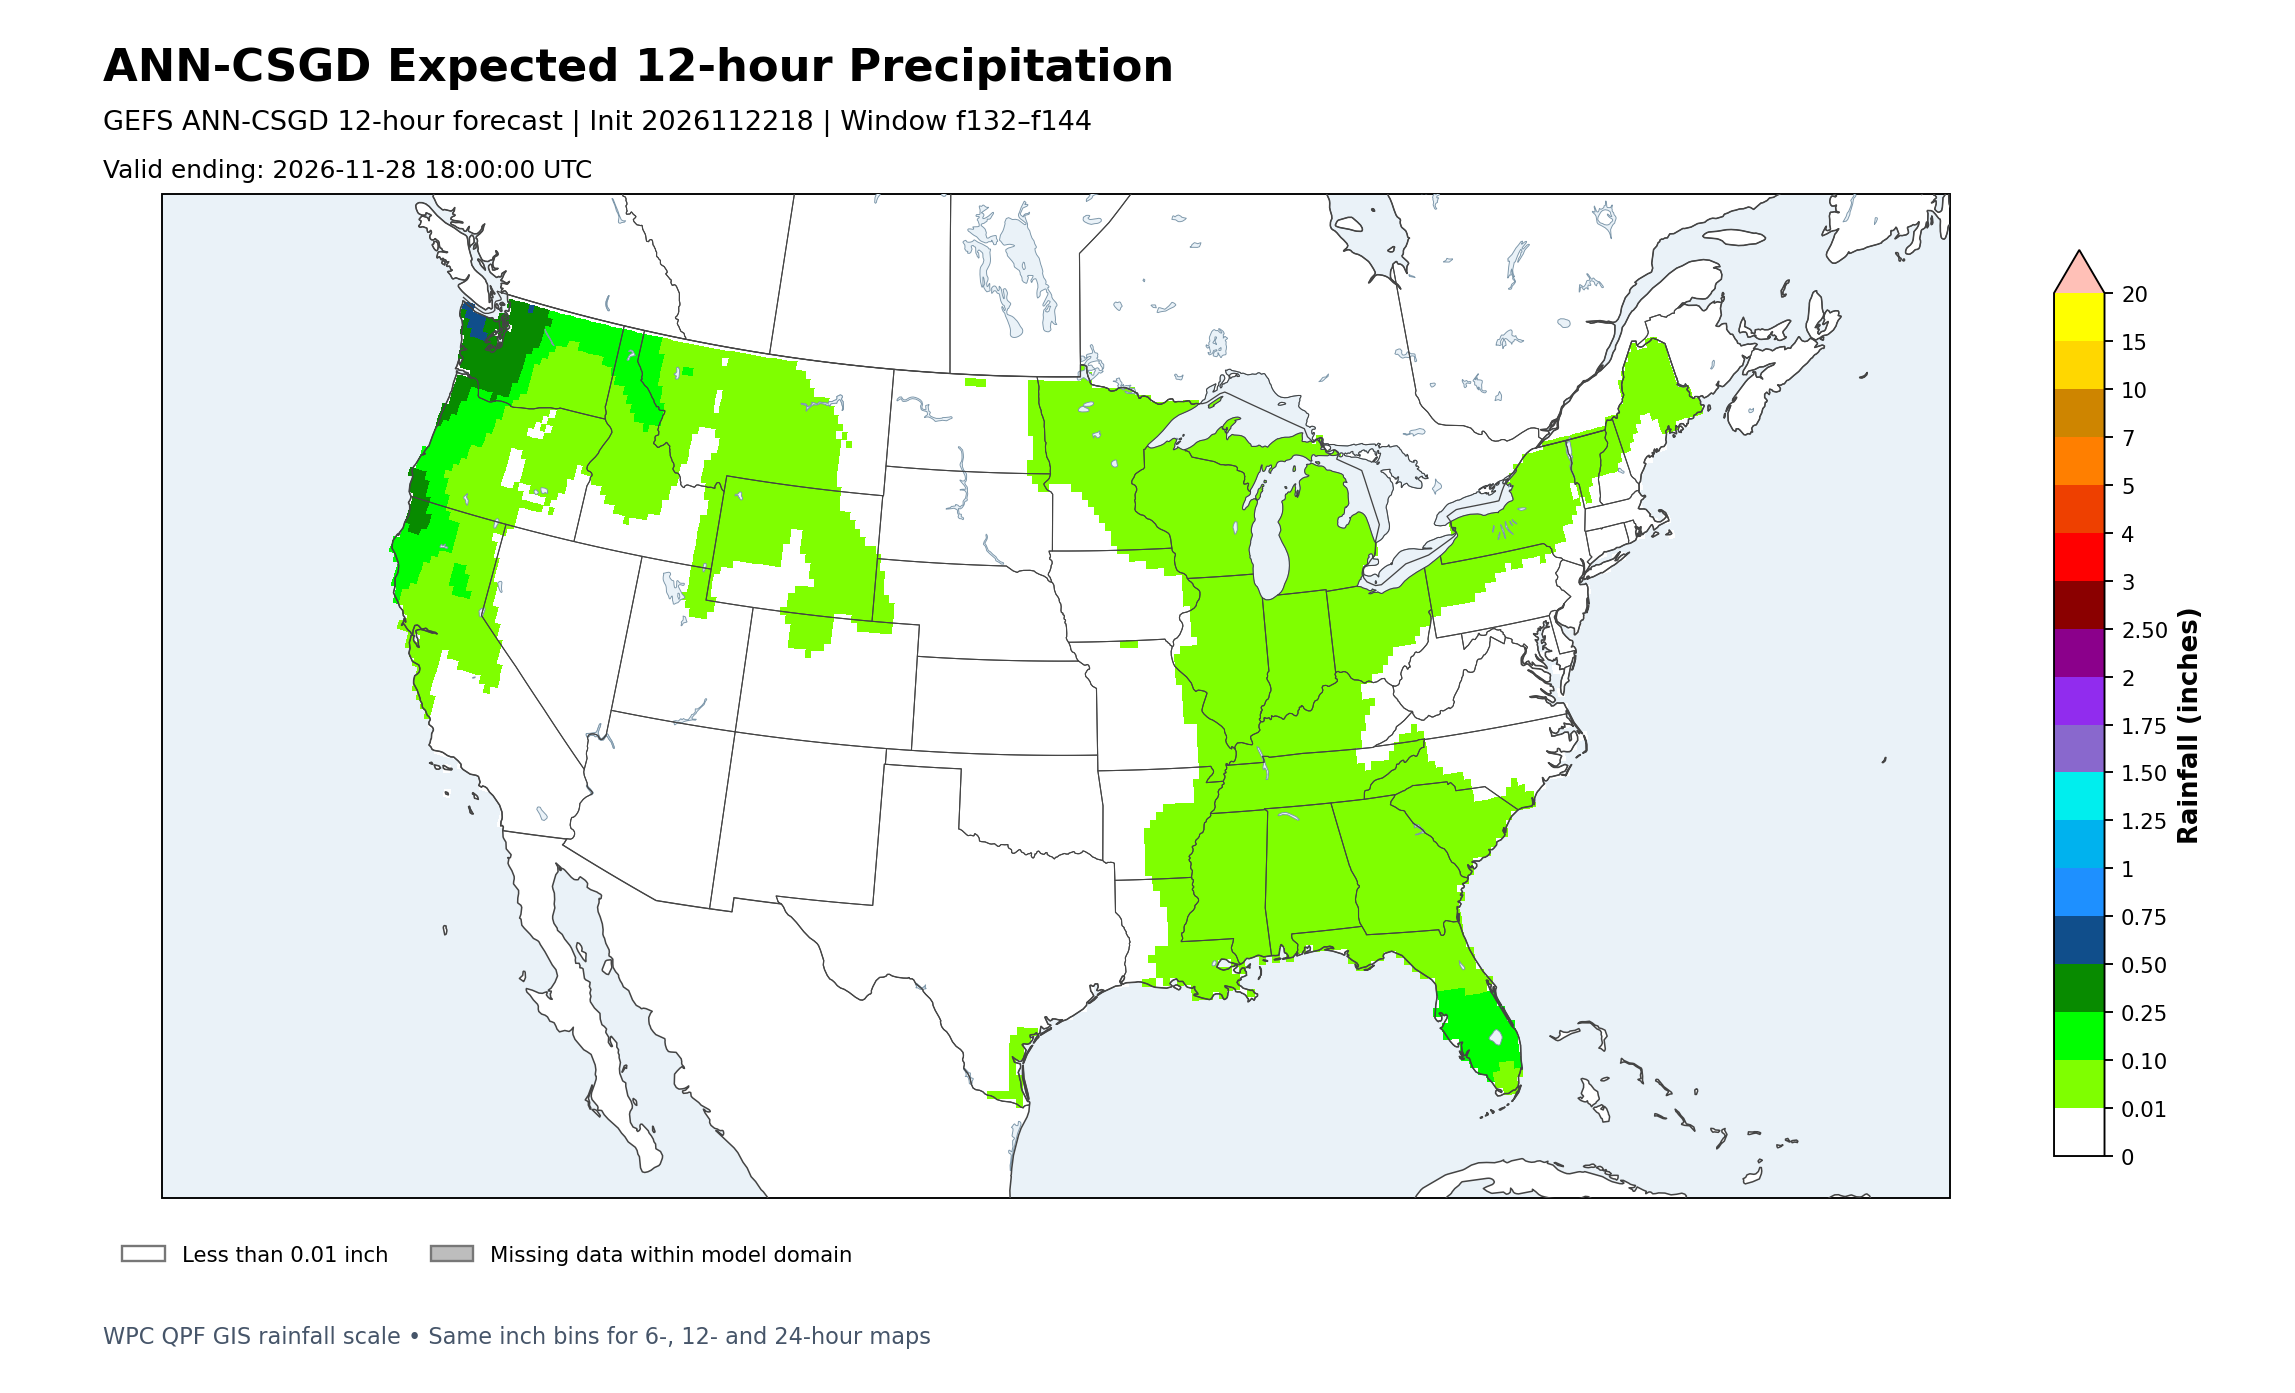 ANN-CSGD Expected 12-hour Precipitation
GEFS ANN-CSGD 12-hour forecast | Init 2026112218 | Window f132–f144
Valid ending: 2026-11-28 18:00:00 UTC
20
15
10
7
5
4
3
2.50
2
1.75
1.50
1.25
1
0.75
0.50
0.25
0.10
0.01
0
Rainfall (inches)
Less than 0.01 inch
Missing data within model domain
WPC QPF GIS rainfall scale • Same inch bins for 6-, 12- and 24-hour maps